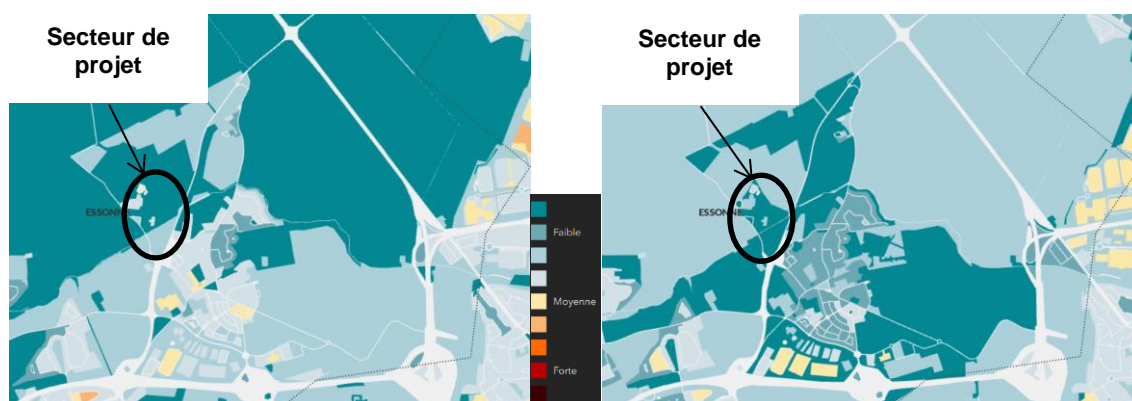 Secteur de
projet
ESSONNE
Faible
Moyenne
Forte
Secteur de
projet
ESSONNE